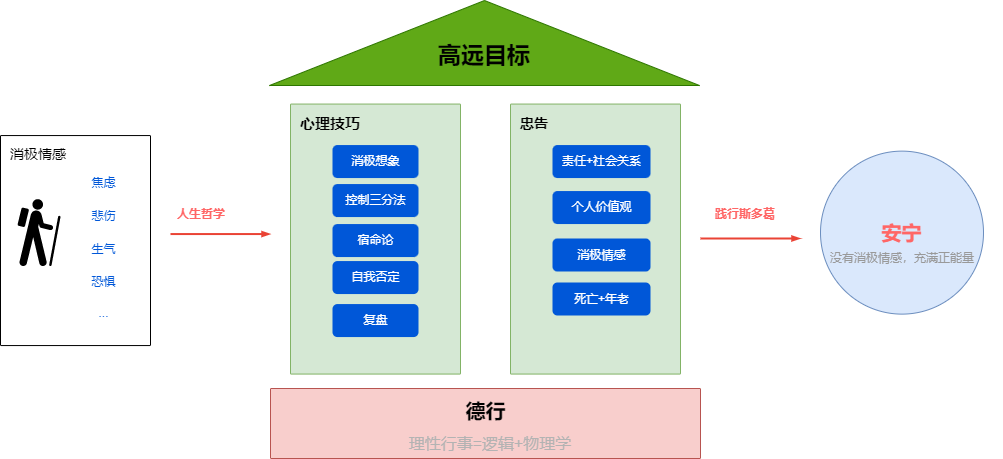 高远目标
消极情感
焦虑
悲伤
生气
恐惧
...
人生哲学
心理技巧
消极想象
控制三分法
宿命论
自我否定
复盘
忠告
责任+社会关系
个人价值观
消极情感
死亡+年老
践行斯多葛
安宁
没有消极情感，充满正能量
德行
理性行事=逻辑+物理学